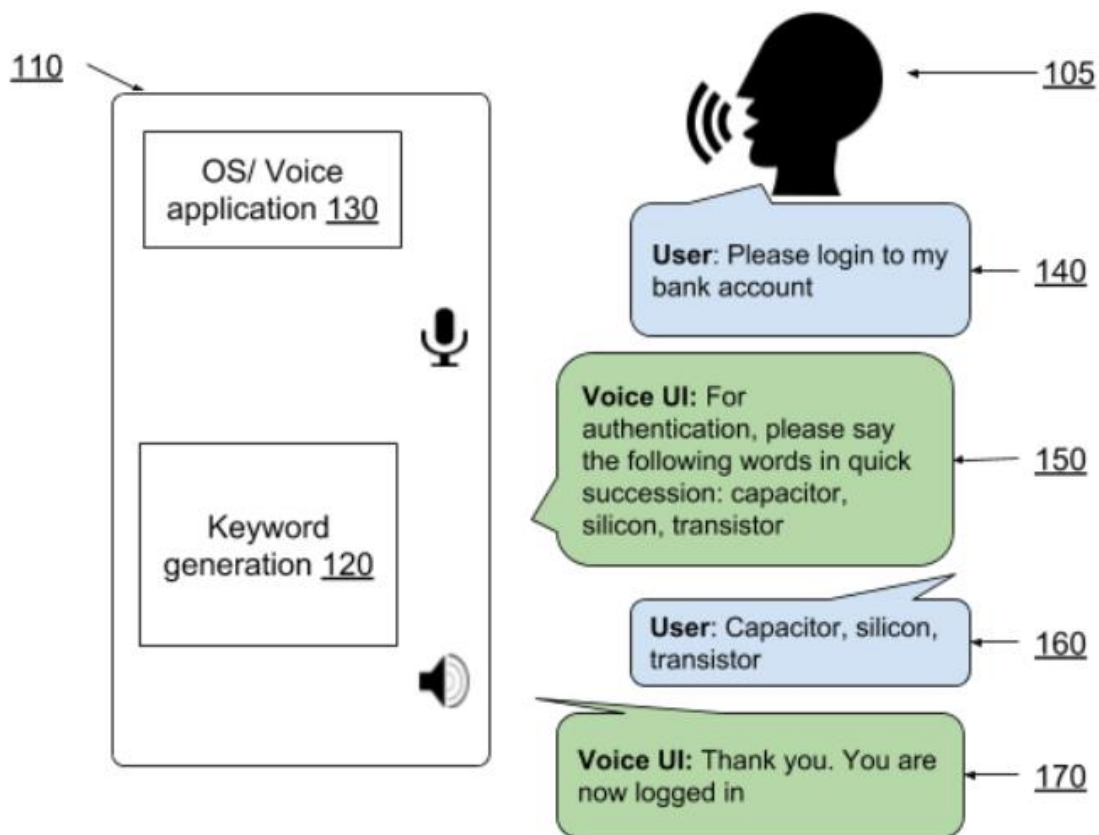 110
105
OS/ Voice
application 130
User: Please login to my
bank account
140
Voice UI: For
authentication, please say
the following words in quick
succession: capacitor,
silicon, transistor
150
Keyword
generation 120
User: Capacitor, silicon,
transistor
160
Voice UI: Thank you. You are
now logged in
170